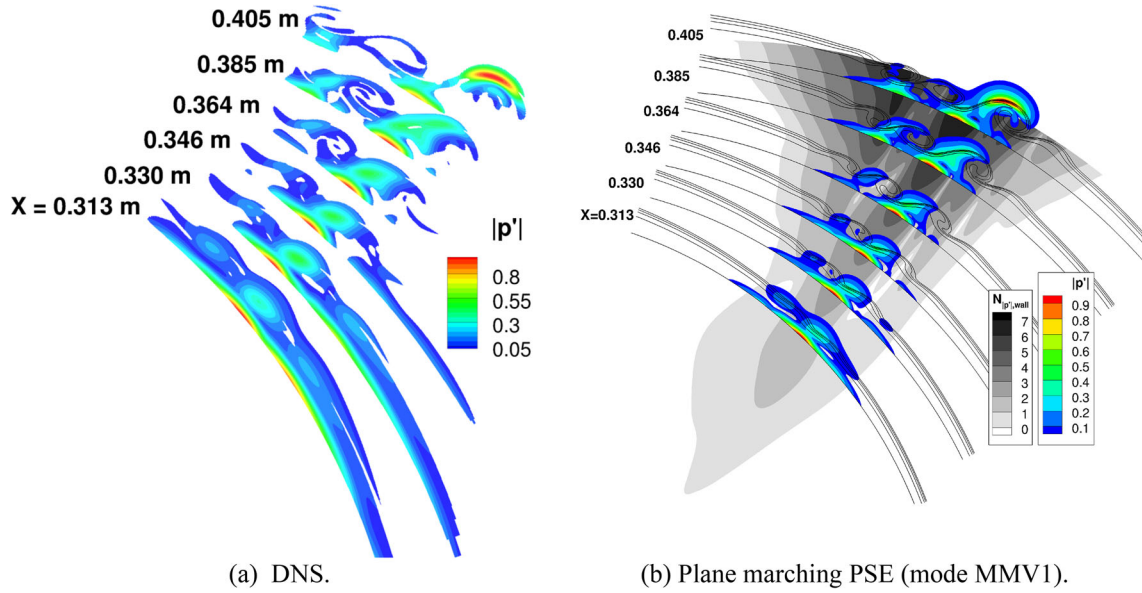 0.405 m
0.385 m
0.364 m
0.346 m
0.330 m
X = 0.313 m
|p'|
0.8
0.55
0.3
0.05
(a) DNS.
0.405
0.385
0.364
0.346
0.330
X=0.313
N|p'|,wall
7
6
5
4
3
2
1
0
|p'|
0.9
0.8
0.7
0.6
0.5
0.4
0.3
0.2
0.1
(b) Plane marching PSE (mode MMV1).